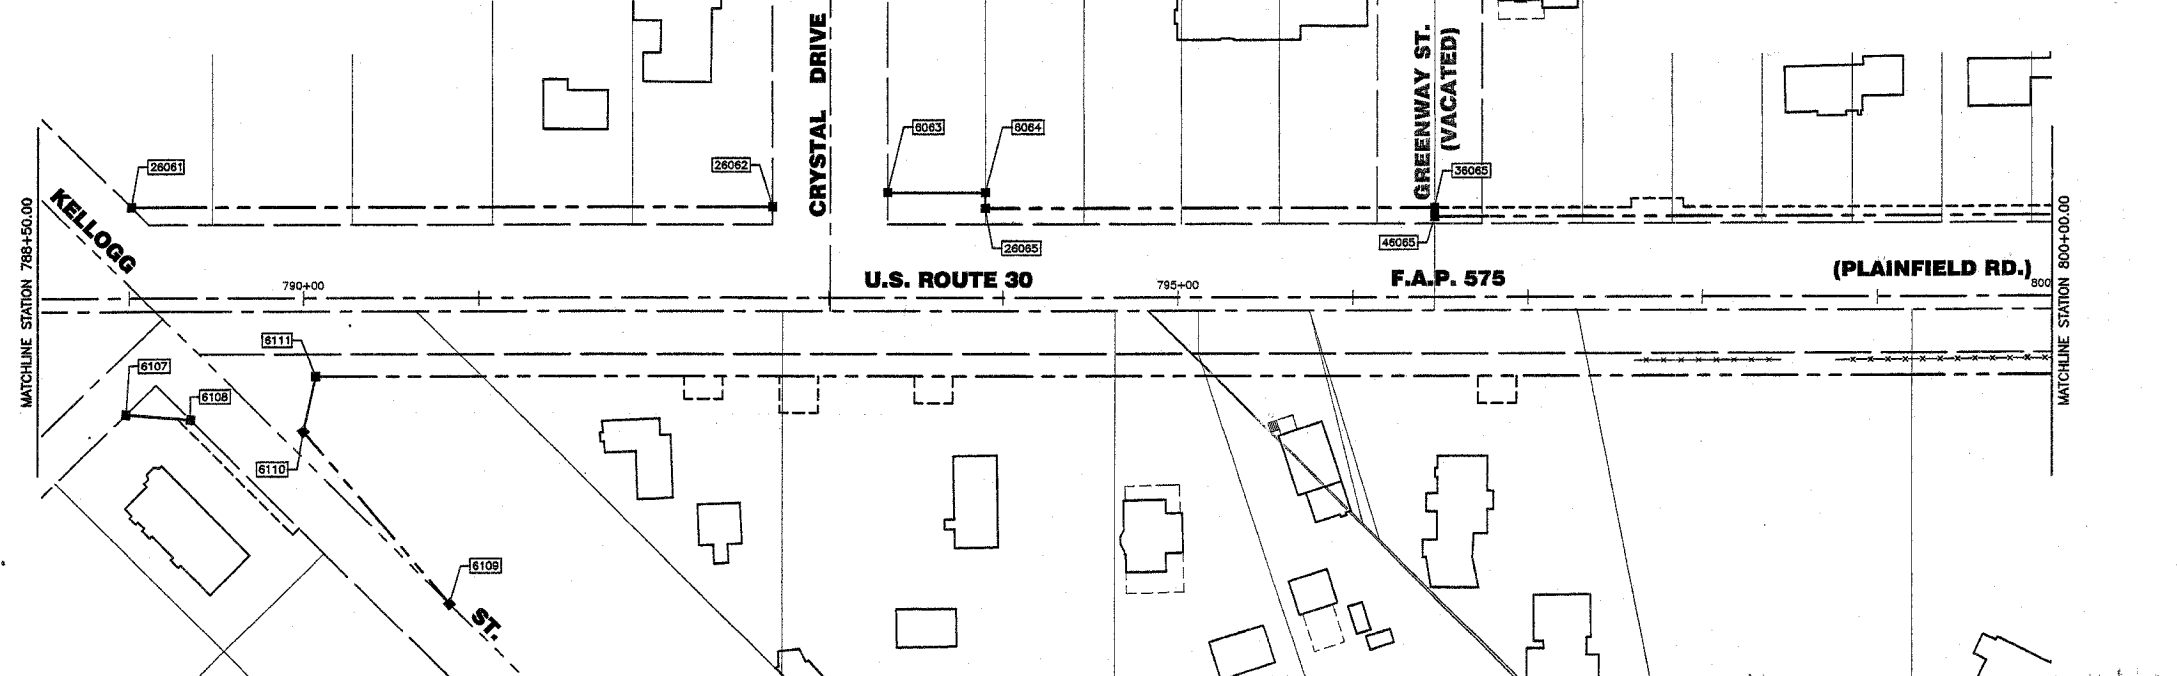 CRYSTAL DRIVE
GREENWAY ST.
(VACATED)
6063
6064
26061
26062
36065
KELLOGG
46065
26065
MATCHLINE STATION 788+50.00
MATCHLINE STATION 800+00.00
U.S. ROUTE 30
F.A.P. 575
(PLAINFIELD RD.)
790+00
795+00
800
6111
6107
6108
6110
6109
ST.